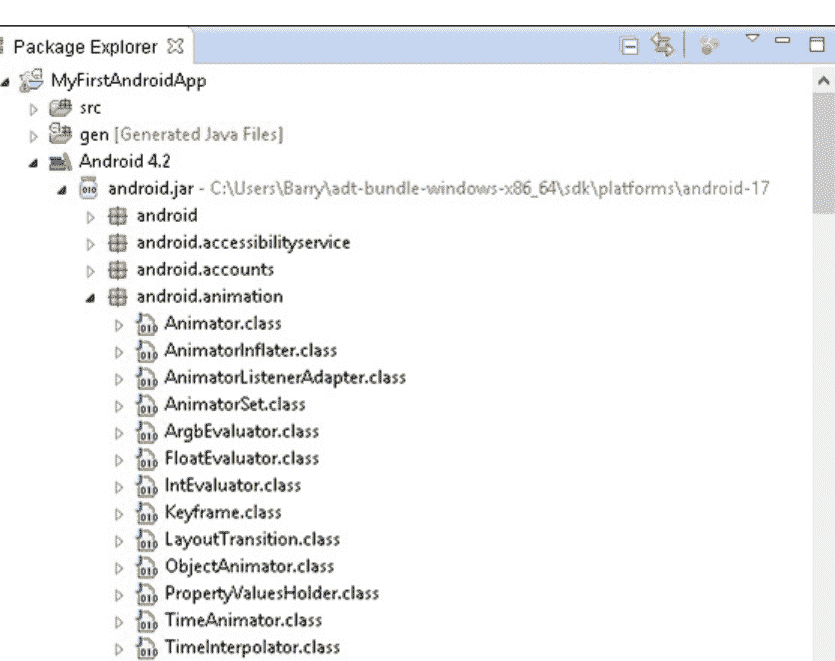 Package Explorer
MyFirstAndroidApp
src
gen [Generated Java Files]
Android 4.2
android.jar - C:\Users\Barry\adt-bundle-windows-x86_64\sdk\platforms\android-17
android
android.accessibilityservice
android.accounts
android.animation
Animator.class
AnimatorInflater.class
AnimatorListenerAdapter.class
AnimatorSet.class
ArgbEvaluator.class
FloatEvaluator.class
IntEvaluator.class
Keyframe.class
LayoutTransition.class
ObjectAnimator.class
PropertyValuesHolder.class
TimeAnimator.class
TimeInterpolator.class